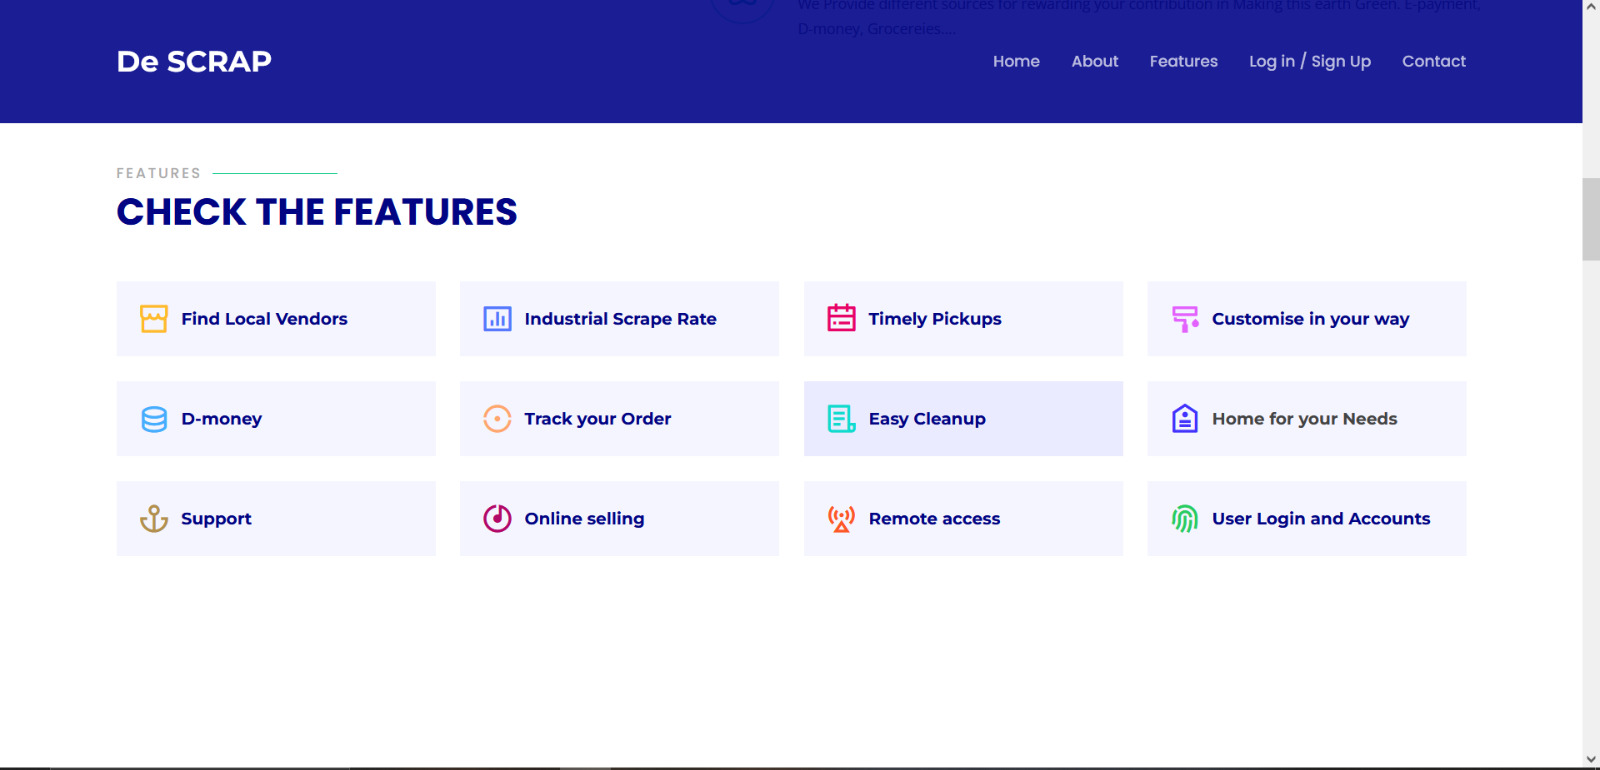 We Provide different sources for rewarding your contribution in Making this earth Green. E-payment,
D-money, Grocereies....
De SCRAP
Home About Features Log in / Sign Up Contact
FEATURES
CHECK THE FEATURES
Find Local Vendors
Industrial Scrape Rate
Timely Pickups
Customise in your way
D-money
Track your Order
Easy Cleanup
Home for your Needs
Support
Online selling
Remote access
User Login and Accounts